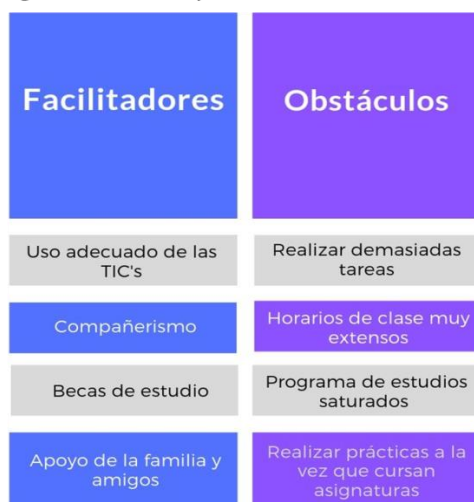 Facilitadores
Obstáculos
Uso adecuado de las
TIC's
Realizar demasiadas
tareas
Compañerismo
Horarios de clase muy
extensos
Becas de estudio
Programa de estudios
saturados
Apoyo de la familia y
amigos
Realizar prácticas a la
vez que cursan
asignaturas